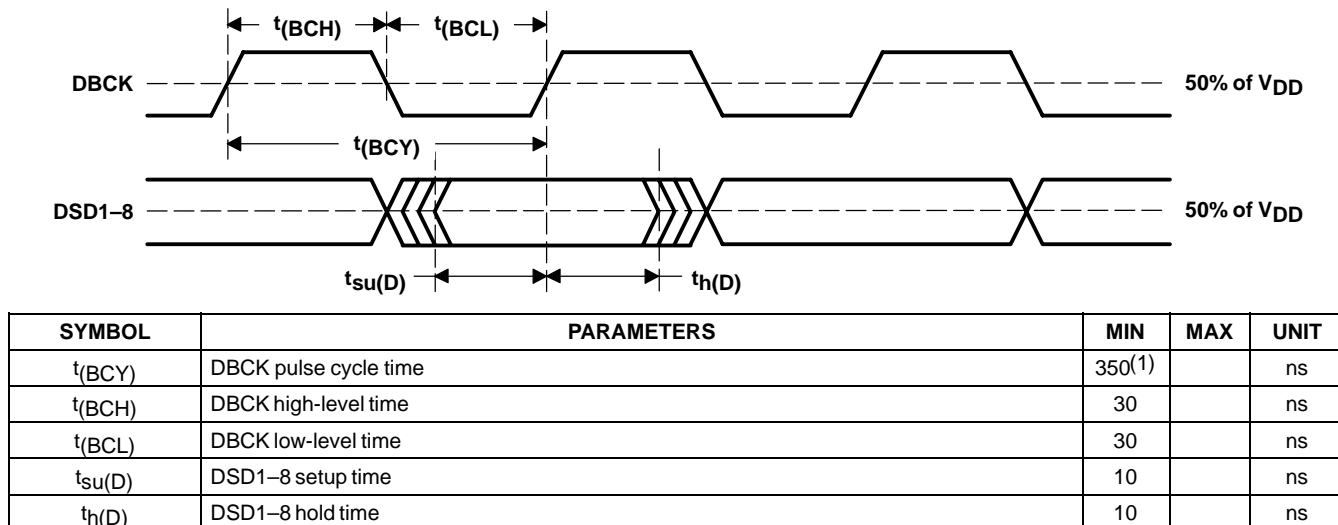 t(BCH) t(BCL)
DBCK 50% of VDD
t(BCY)
DSD1–8 50% of VDD
tsu(D) th(D)
SYMBOL PARAMETERS MIN MAX UNIT
t(BCY) DBCK pulse cycle time 350(1) ns
t(BCH) DBCK high-level time 30 ns
t(BCL) DBCK low-level time 30 ns
tsu(D) DSD1–8 setup time 10 ns
th(D) DSD1–8 hold time 10 ns